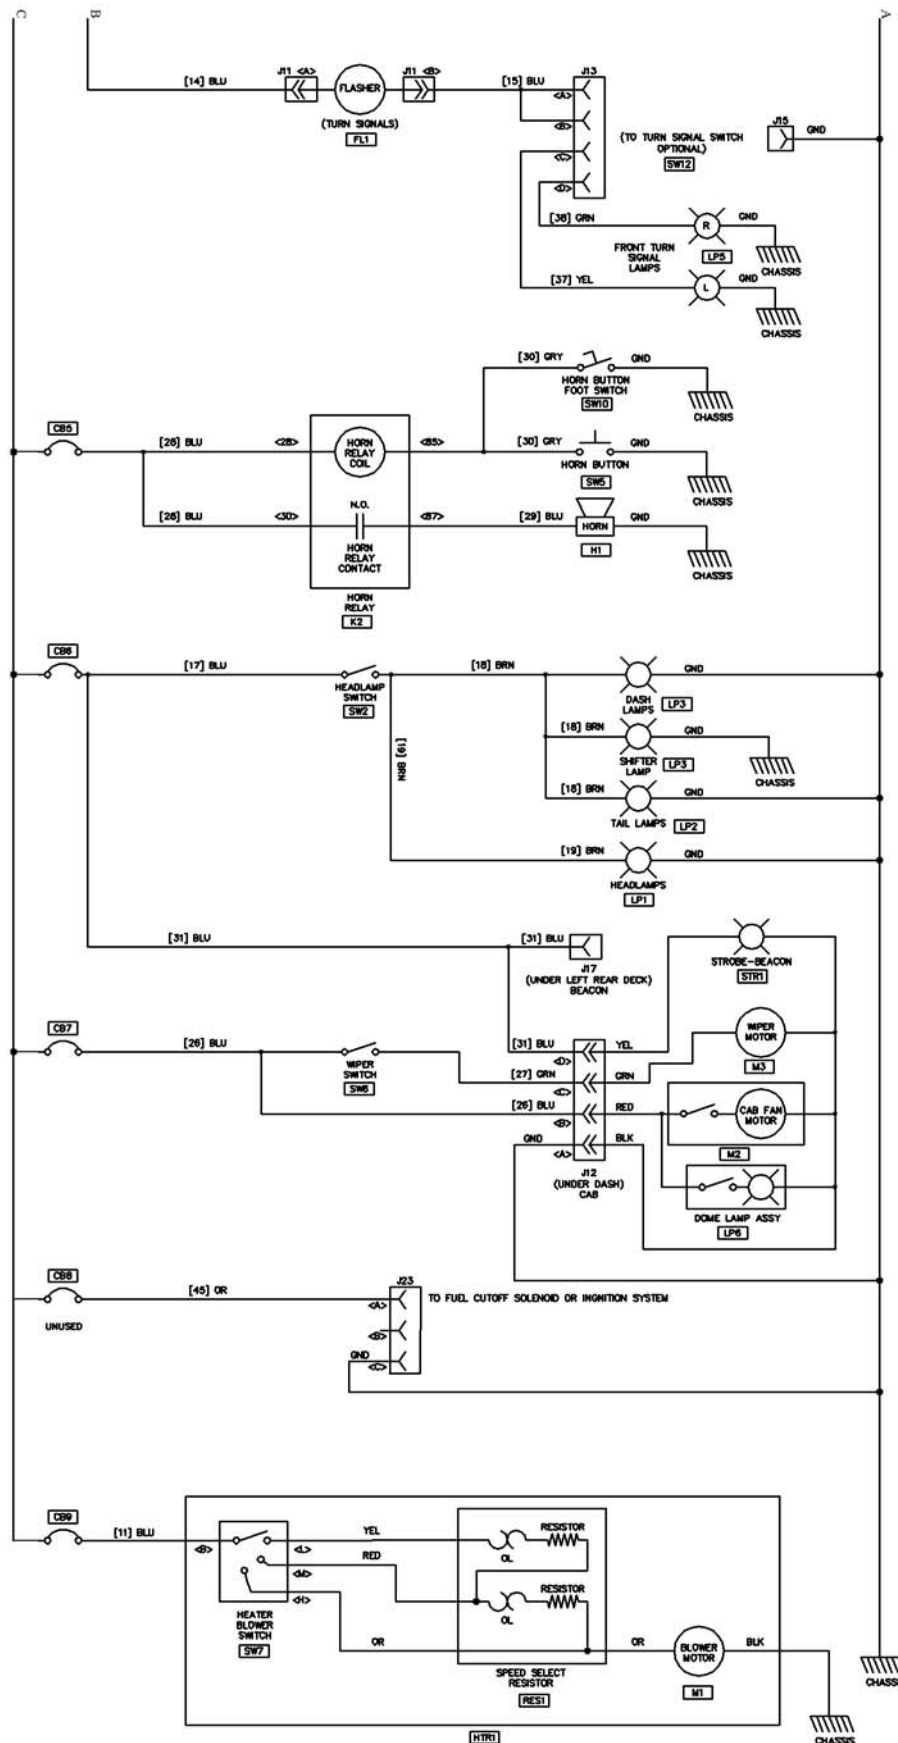 C
B
A
[14] BLU
J11 <A>
FLASHER
J11 <B>
[15] BLU
J13
(TURN SIGNALS)
FL1
<A>
<B>
<C>
<D>
(TO TURN SIGNAL SWITCH
OPTIONAL)
SW12
J15
GND
[38] GRN
R
GND
FRONT TURN
SIGNAL
LAMPS
LP5
CHASSIS
[37] YEL
L
GND
CHASSIS
[30] GRY
GND
HORN BUTTON
FOOT SWITCH
SW10
CHASSIS
CB5
[28] BLU
<28>
HORN
RELAY
COIL
<85>
[30] GRY
GND
HORN BUTTON
SW5
CHASSIS
[28] BLU
<30>
N.O.
<87>
[29] BLU
HORN
GND
HORN
RELAY
CONTACT
H1
CHASSIS
HORN
RELAY
K2
CB6
[17] BLU
HEADLAMP
SWITCH
SW2
[18] BRN
GND
DASH
LAMPS
LP3
[19] BRN
[18] BRN
GND
SHIFTER
LAMP
LP3
CHASSIS
[18] BRN
GND
TAIL LAMPS
LP2
[19] BRN
GND
HEADLAMPS
LP1
[31] BLU
[31] BLU
J17
(UNDER LEFT REAR DECK)
BEACON
STROBE-BEACON
STR1
CB7
[26] BLU
WIPER
SWITCH
SW6
[31] BLU
<D>
YEL
WIPER
MOTOR
M3
[27] GRN
<C>
GRN
[26] BLU
<B>
RED
CAB FAN
MOTOR
M2
GND
<A>
BLK
J12
(UNDER DASH)
CAB
DOME LAMP ASSY
LP6
CB8
[45] OR
UNUSED
J23
<A>
TO FUEL CUTOFF SOLENOID OR INGNITION SYSTEM
<B>
GND
<C>
CB9
[11] BLU
<B>
<L>
<M>
<H>
HEATER
BLOWER
SWITCH
SW7
YEL
RED
OR
OL
RESISTOR
OL
RESISTOR
SPEED SELECT
RESISTOR
RES1
OR
BLOWER
MOTOR
M1
BLK
CHASSIS
CHASSIS
HTR1